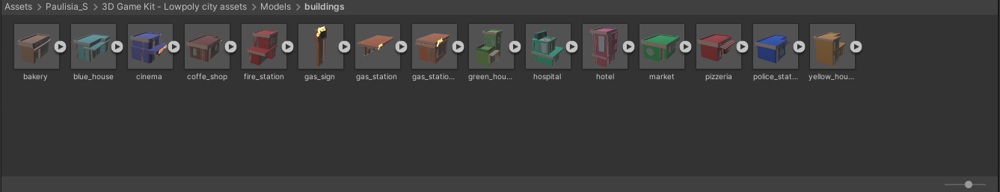 Assets > Paulisia_S > 3D Game Kit - Lowpoly city assets > Models > buildings
bakery blue_house cinema coffe_shop fire_station gas_sign gas_station gas_statio... green_hou... hospital hotel market pizzeria police_stat... yellow_hou...